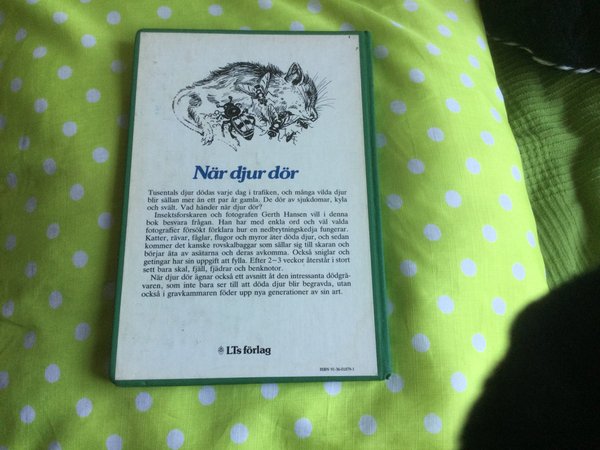 När djur dör
Tusentals djur dödas varje dag i trafiken, och många vilda djur
blir sällan mer än ett par år gamla. De dör av sjukdomar, kyla
och svält. Vad händer när djur dör?
Insektsforskaren och fotografen Gerth Hansen vill i denna
bok besvara frågan. Han har med enkla ord och väl valda
fotografier försökt förklara hur en nedbrytningskedja fungerar.
Katter, rävar, fåglar, flugor och myror äter döda djur, och sedan
kommer det kanske rovskalbaggar som sällar sig till skaran och
börjar äta av asätarna och deras avkomma. Också sniglar och
getingar har sin uppgift att fylla. Efter 2–3 veckor återstår i stort
sett bara skal, fjäll, fjädrar och benknotor.
När djur dör ägnar också ett avsnitt åt den intressanta dödgrä-
varen, som inte bara ser till att döda djur blir begravda, utan
också i gravkammaren föder upp nya generationer av sin art.
LTs förlag
ISBN 91-36-01879-1